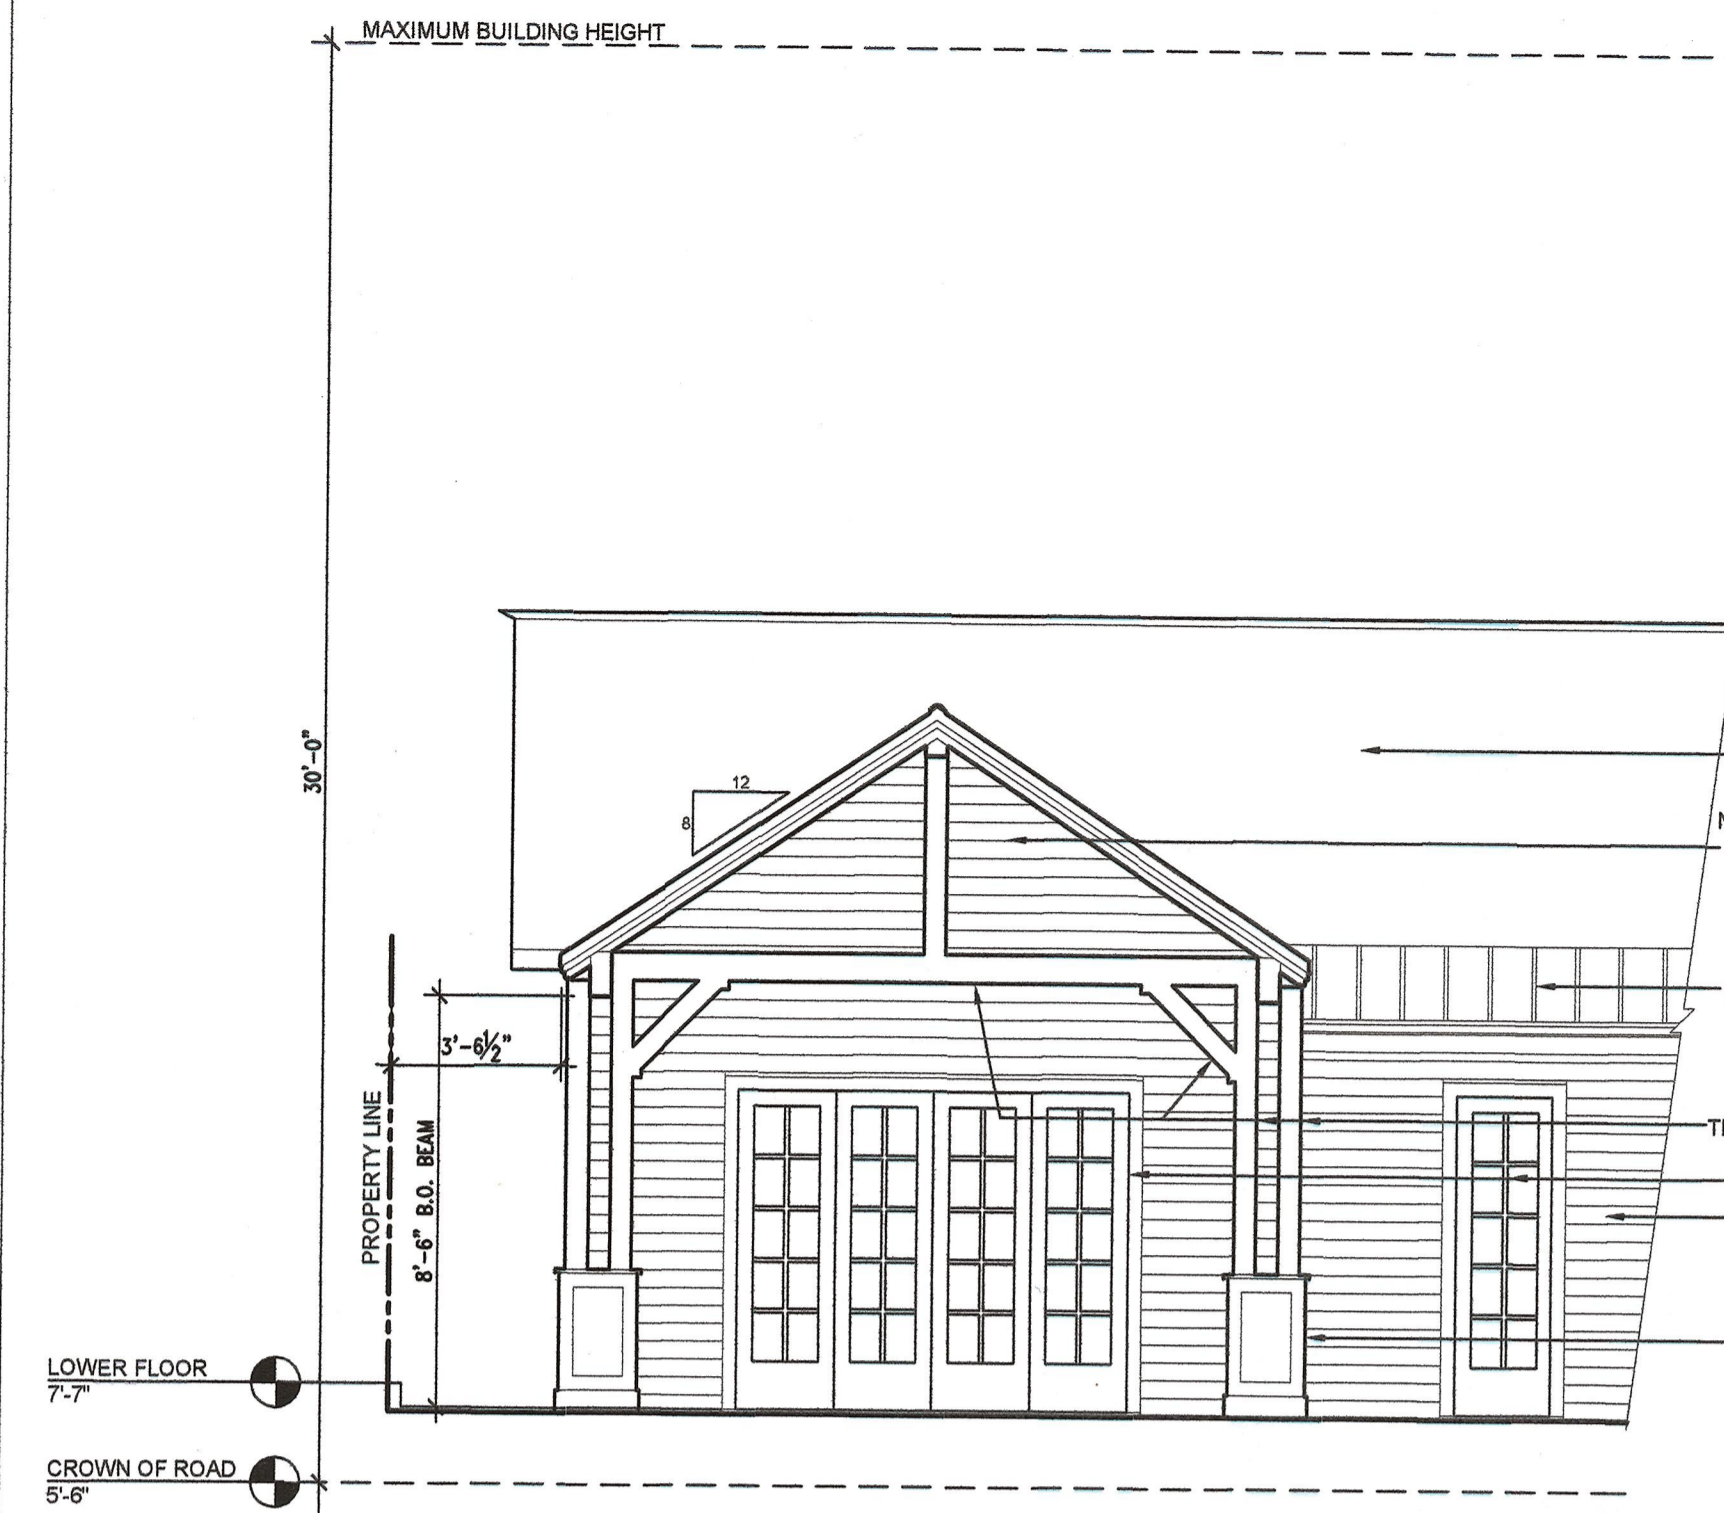 MAXIMUM BUILDING HEIGHT
30'-0"
12
8
3'-6½"
PROPERTY LINE
8'-6" B.O. BEAM
LOWER FLOOR
7'-7"
CROWN OF ROAD
5'-6"